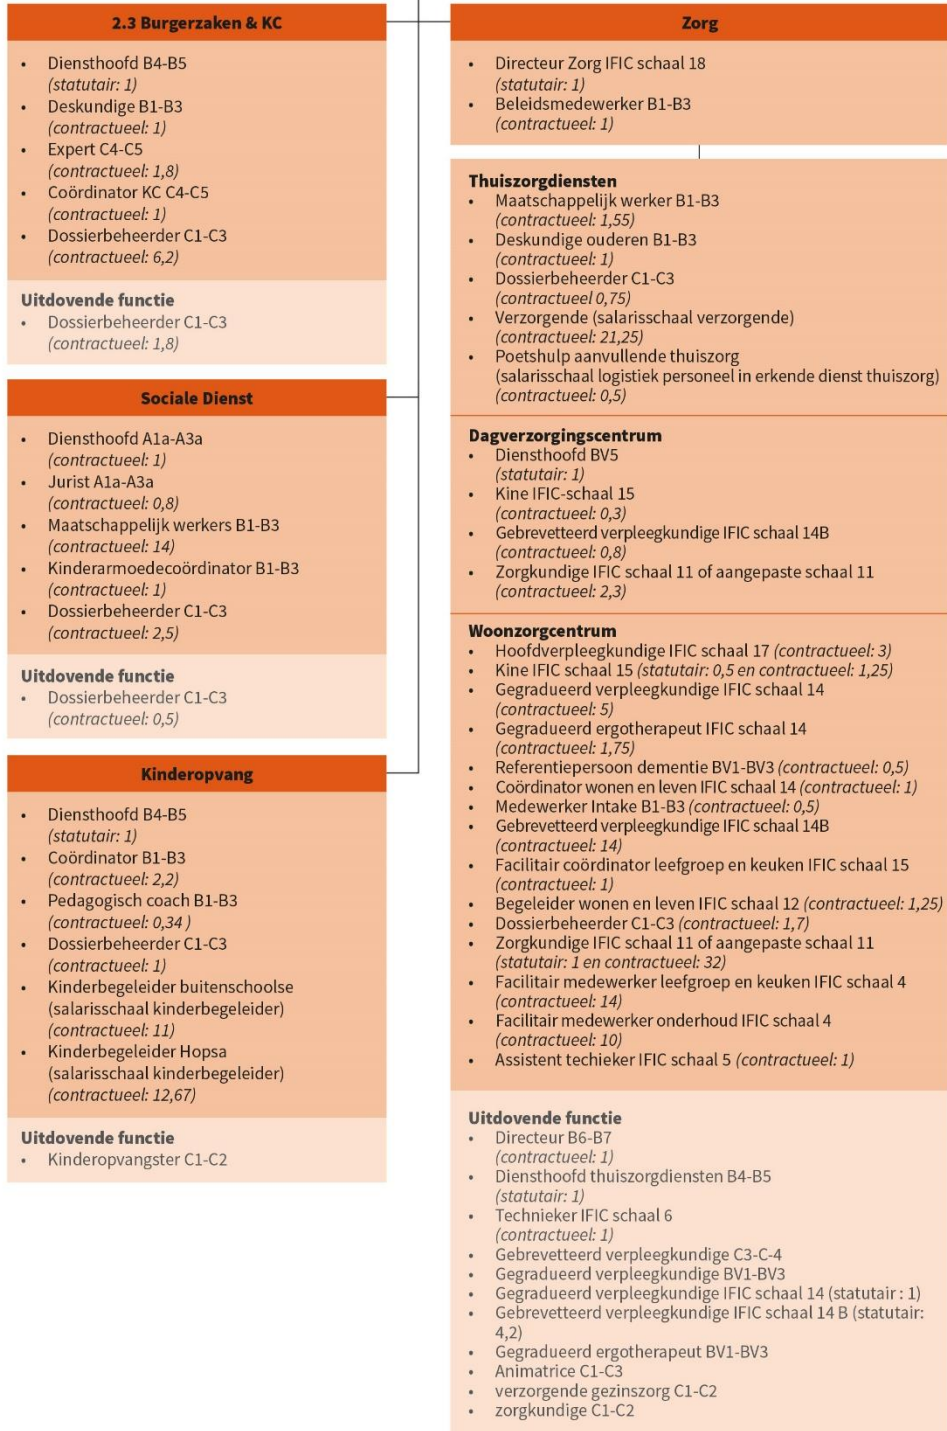 2.3 Burgerzaken & KC
• Diensthoofd B4-B5
(statutair: 1)
• Deskundige B1-B3
(contractueel: 1)
• Expert C4-C5
(contractueel: 1,8)
• Coördinator KC C4-C5
(contractueel: 1)
• Dossierbeheerder C1-C3
(contractueel: 6,2)
Uitdovende functie
• Dossierbeheerder C1-C3
(contractueel: 1,8)
Sociale Dienst
• Diensthoofd A1a-A3a
(contractueel: 1)
• Jurist A1a-A3a
(contractueel: 0,8)
• Maatschappelijk werkers B1-B3
(contractueel: 14)
• Kinderarmoedecoördinator B1-B3
(contractueel: 1)
• Dossierbeheerder C1-C3
(contractueel: 2,5)
Uitdovende functie
• Dossierbeheerder C1-C3
(contractueel: 0,5)
Kinderopvang
• Diensthoofd B4-B5
(statutair: 1)
• Coördinator B1-B3
(contractueel: 2,2)
• Pedagogisch coach B1-B3
(contractueel: 0,34 )
• Dossierbeheerder C1-C3
(contractueel: 1)
• Kinderbegeleider buitenschoolse
(salarisschaal kinderbegeleider)
(contractueel: 11)
• Kinderbegeleider Hopsa
(salarisschaal kinderbegeleider)
(contractueel: 12,67)
Uitdovende functie
• Kinderopvangster C1-C2
Zorg
• Directeur Zorg IFIC schaal 18
(statutair: 1)
• Beleidsmedewerker B1-B3
(contractueel: 1)
Thuiszorgdiensten
• Maatschappelijk werker B1-B3
(contractueel: 1,55)
• Deskundige ouderen B1-B3
(contractueel: 1)
• Dossierbeheerder C1-C3
(contractueel 0,75)
• Verzorgende (salarisschaal verzorgende)
(contractueel: 21,25)
• Poetshulp aanvullende thuiszorg
(salarisschaal logistiek personeel in erkende dienst thuiszorg)
(contractueel: 0,5)
Dagverzorgingscentrum
• Diensthoofd BV5
(statutair: 1)
• Kine IFIC-schaal 15
(contractueel: 0,3)
• Gebrevetteerd verpleegkundige IFIC schaal 14B
(contractueel: 0,8)
• Zorgkundige IFIC schaal 11 of aangepaste schaal 11
(contractueel: 2,3)
Woonzorgcentrum
• Hoofdverpleegkundige IFIC schaal 17 (contractueel: 3)
• Kine IFIC schaal 15 (statutair: 0,5 en contractueel: 1,25)
• Gegradueerd verpleegkundige IFIC schaal 14
(contractueel: 5)
• Gegradueerd ergotherapeut IFIC schaal 14
(contractueel: 1,75)
• Referentiepersoon dementie BV1-BV3 (contractueel: 0,5)
• Coördinator wonen en leven IFIC schaal 14 (contractueel: 1)
• Medewerker Intake B1-B3 (contractueel: 0,5)
• Gebrevetteerd verpleegkundige IFIC schaal 14B
(contractueel: 14)
• Facilitair coördinator leefgroep en keuken IFIC schaal 15
(contractueel: 1)
• Begeleider wonen en leven IFIC schaal 12 (contractueel: 1,25)
• Dossierbeheerder C1-C3 (contractueel: 1,7)
• Zorgkundige IFIC schaal 11 of aangepaste schaal 11
(statutair: 1 en contractueel: 32)
• Facilitair medewerker leefgroep en keuken IFIC schaal 4
(contractueel: 14)
• Facilitair medewerker onderhoud IFIC schaal 4
(contractueel: 10)
• Assistent techieker IFIC schaal 5 (contractueel: 1)
Uitdovende functie
• Directeur B6-B7
(contractueel: 1)
• Diensthoofd thuiszorgdiensten B4-B5
(statutair: 1)
• Technieker IFIC schaal 6
(contractueel: 1)
• Gebrevetteerd verpleegkundige C3-C-4
• Gegradueerd verpleegkundige BV1-BV3
• Gegradueerd verpleegkundige IFIC schaal 14 (statutair : 1)
• Gebrevetteerd verpleegkundige IFIC schaal 14 B (statutair:
4,2)
• Gegradueerd ergotherapeut BV1-BV3
• Animatrice C1-C3
• verzorgende gezinszorg C1-C2
• zorgkundige C1-C2